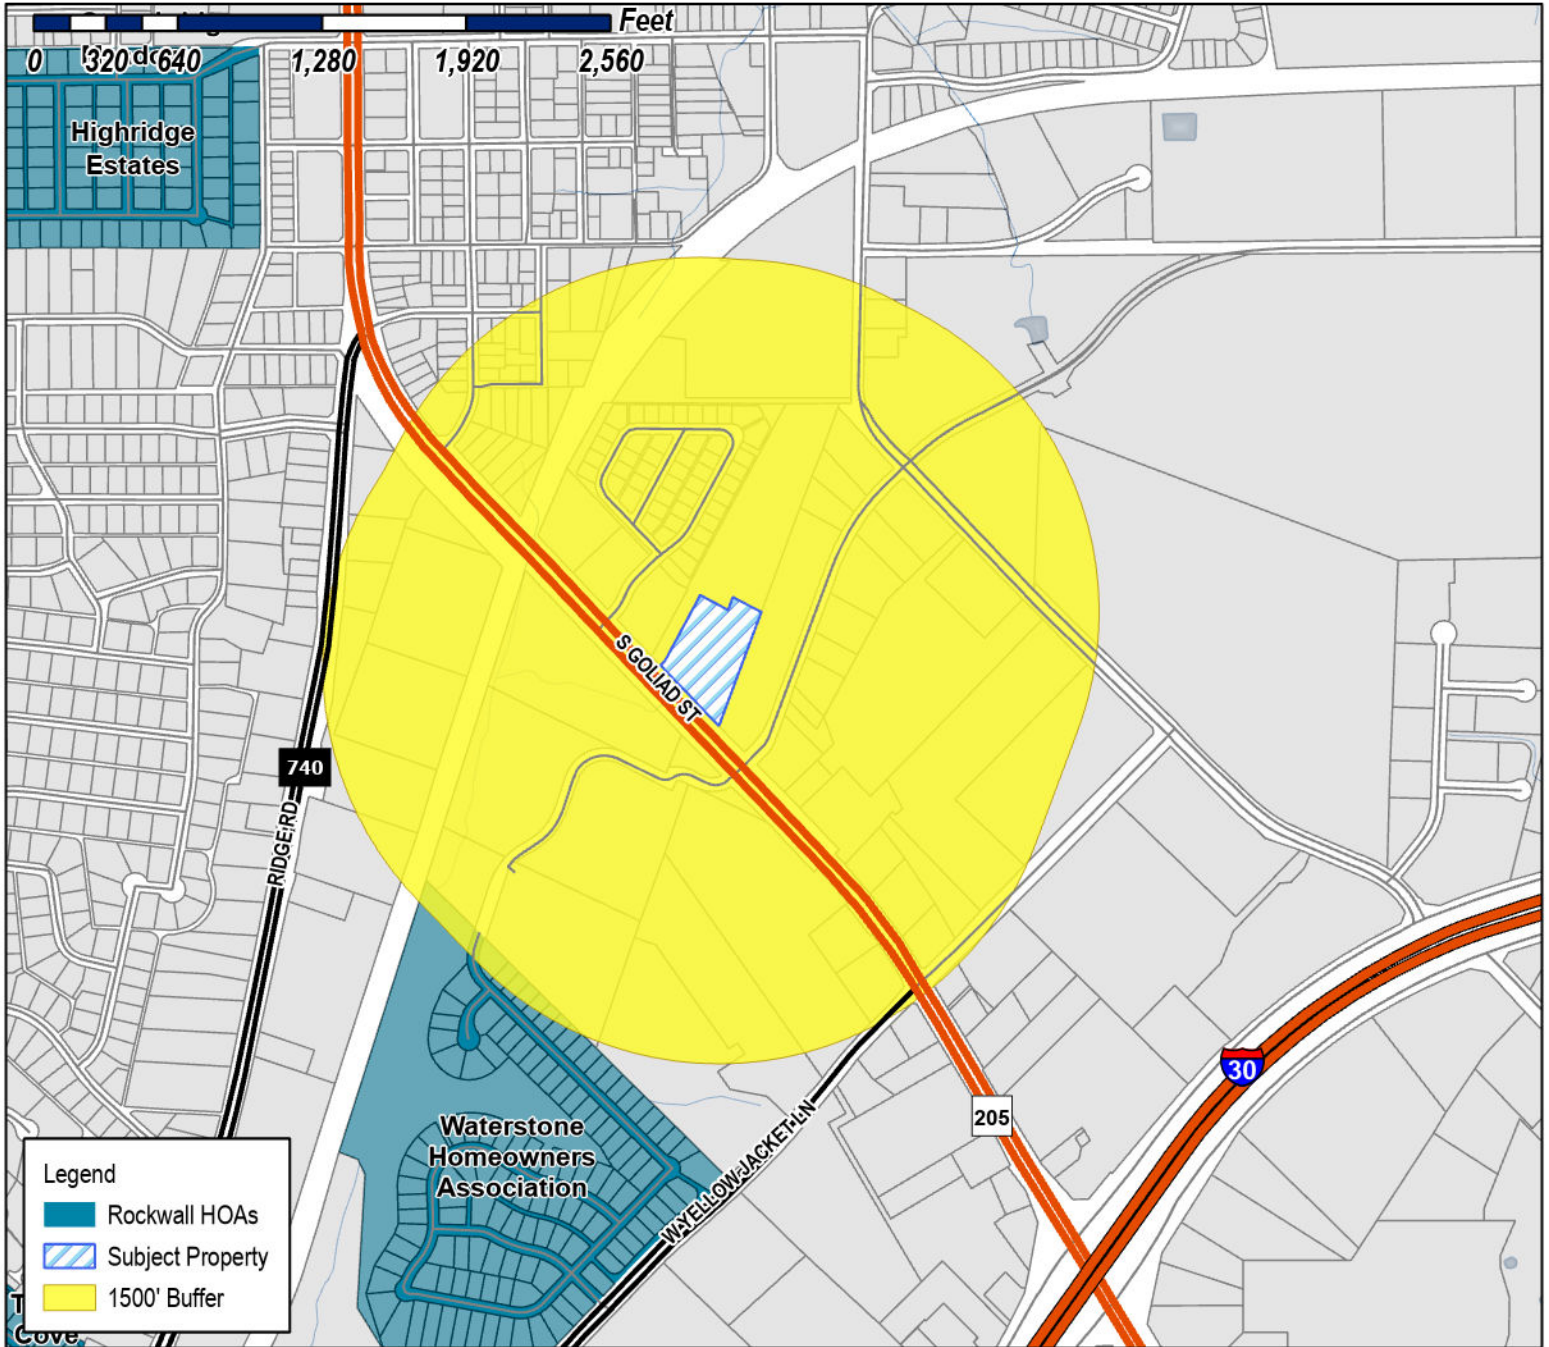 Feet
0 320 640 1,280 1,920 2,560
Highridge
Estates
S GOLIAD ST
740
RIDGE RD
30
205
Waterstone
Homeowners
Association
W YELLOW JACKET LN
Legend
Rockwall HOAs
Subject Property
1500' Buffer
Cove